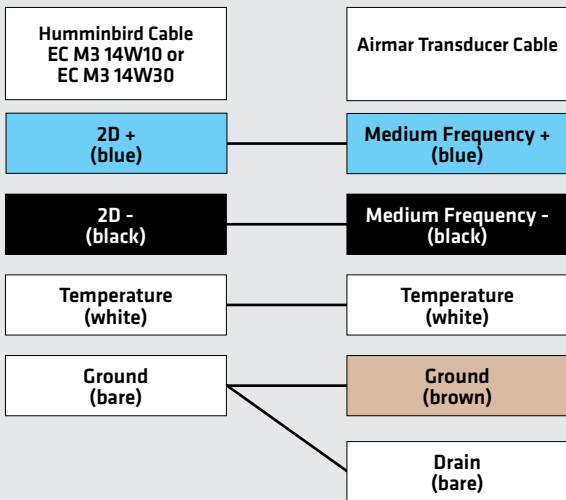 Humminbird Cable
EC M3 14W10 or
EC M3 14W30
Airmar Transducer Cable
2D +
(blue)
Medium Frequency +
(blue)
2D -
(black)
Medium Frequency -
(black)
Temperature
(white)
Temperature
(white)
Ground
(bare)
Ground
(brown)
Drain
(bare)